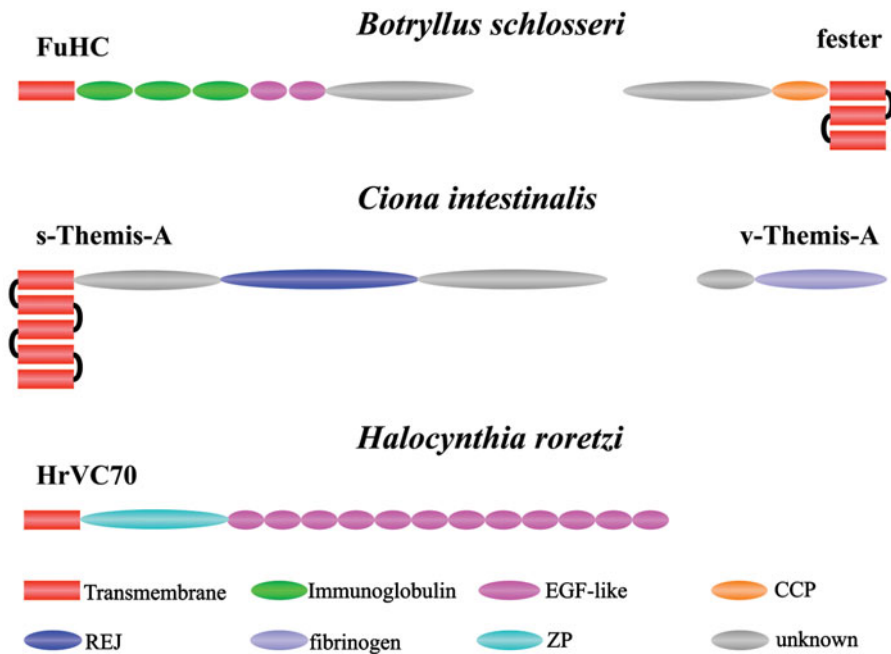 Botryllus schlosseri
FuHC
fester
Ciona intestinalis
s-Themis-A
v-Themis-A
Halocynthia roretzi
HrVC70
Transmembrane Immunoglobulin EGF-like CCP
REJ fibrinogen ZP unknown